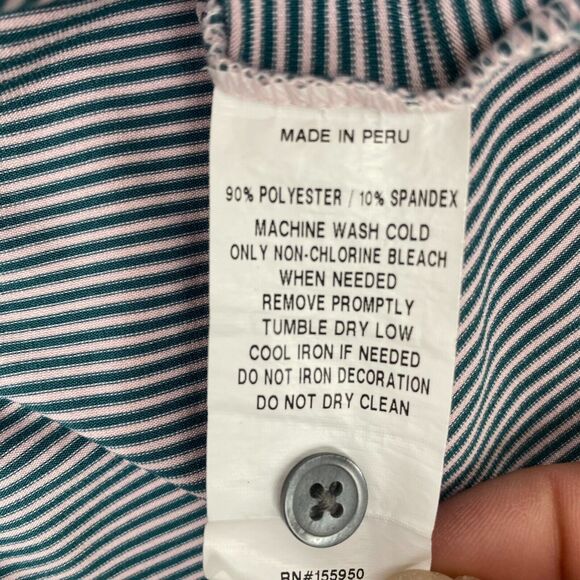 MADE IN PERU
90% POLYESTER / 10% SPANDEX
MACHINE WASH COLD
ONLY NON-CHLORINE BLEACH
WHEN NEEDED
REMOVE PROMPTLY
TUMBLE DRY LOW
COOL IRON IF NEEDED
DO NOT IRON DECORATION
DO NOT DRY CLEAN
RN#155950